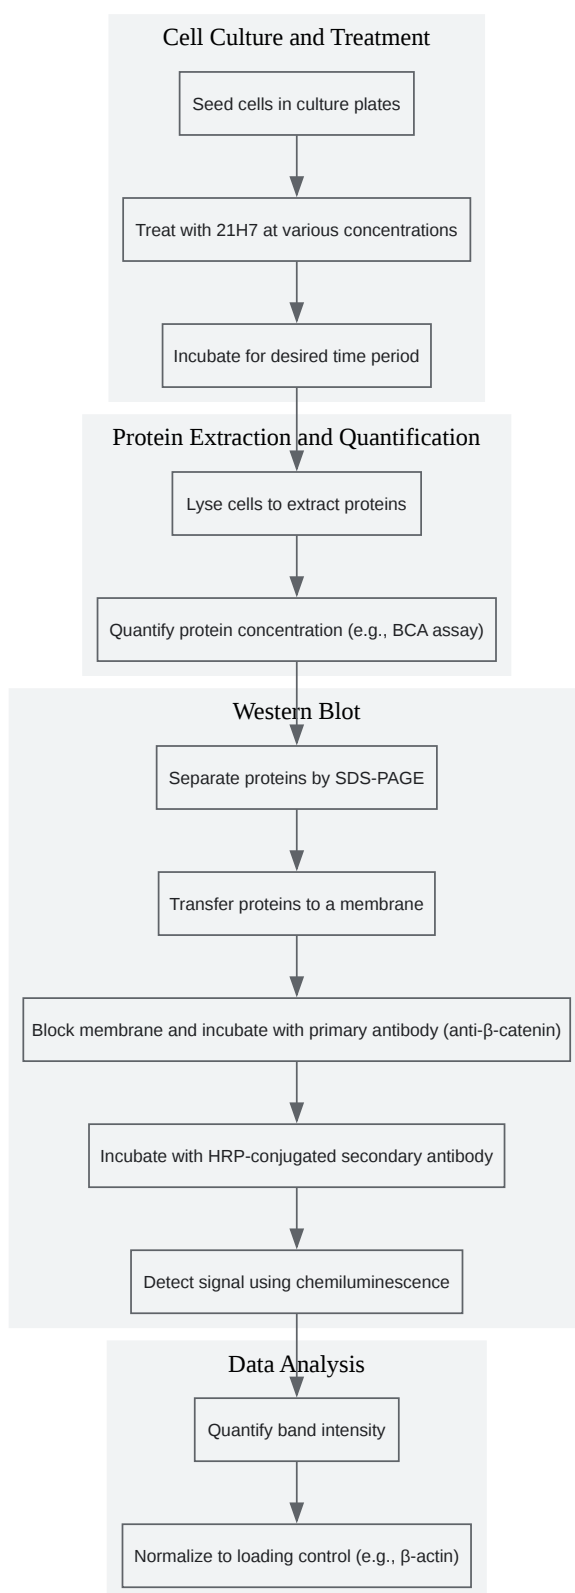 Cell Culture and Treatment
Seed cells in culture plates
Treat with 21H7 at various concentrations
Incubate for desired time period
Protein Extraction and Quantification
Lyse cells to extract proteins
Quantify protein concentration (e.g., BCA assay)
Western Blot
Separate proteins by SDS-PAGE
Transfer proteins to a membrane
Block membrane and incubate with primary antibody (anti-β-catenin)
Incubate with HRP-conjugated secondary antibody
Detect signal using chemiluminescence
Data Analysis
Quantify band intensity
Normalize to loading control (e.g., β-actin)